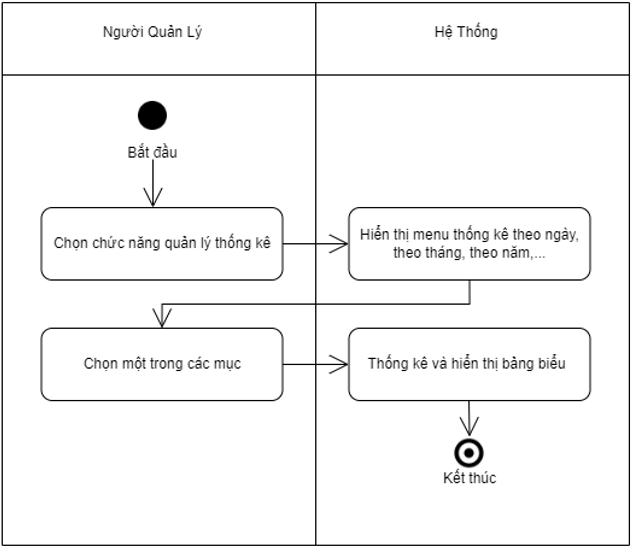 Người Quản Lý
Hệ Thống
Bắt đầu
Chọn chức năng quản lý thống kê
Hiển thị menu thống kê theo ngày,
theo tháng, theo năm,...
Chọn một trong các mục
Thống kê và hiển thị bảng biểu
Kết thúc